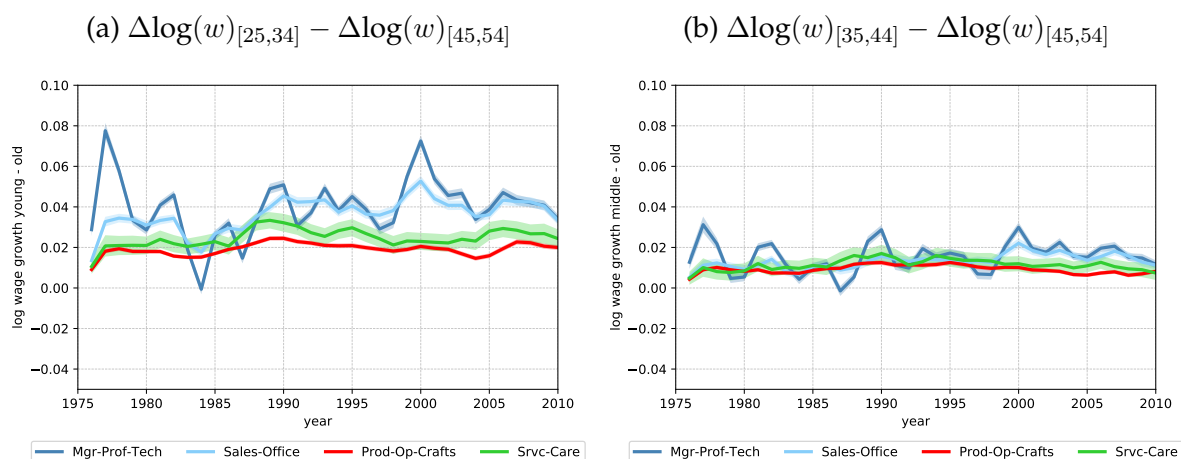 (a) Δlog(w)[25,34] − Δlog(w)[45,54]
log wage growth young - old
0.10
0.08
0.06
0.04
0.02
0.00
−0.02
−0.04
1975 1980 1985 1990 1995 2000 2005 2010
year
Mgr-Prof-Tech Sales-Office Prod-Op-Crafts Srvc-Care
(b) Δlog(w)[35,44] − Δlog(w)[45,54]
log wage growth middle - old
0.10
0.08
0.06
0.04
0.02
0.00
−0.02
−0.04
1975 1980 1985 1990 1995 2000 2005 2010
year
Mgr-Prof-Tech Sales-Office Prod-Op-Crafts Srvc-Care